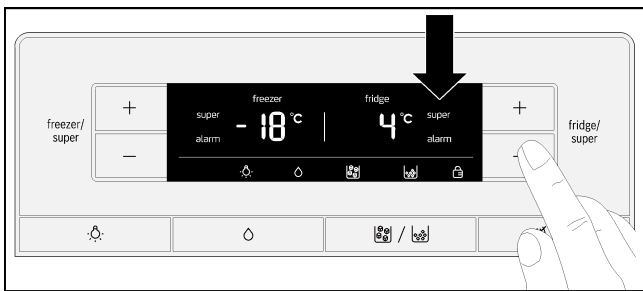 freezer
fridge
super
-18 °C
4 °C
super
alarm
alarm
freezer/
super
+
−
+
fridge/
super
/